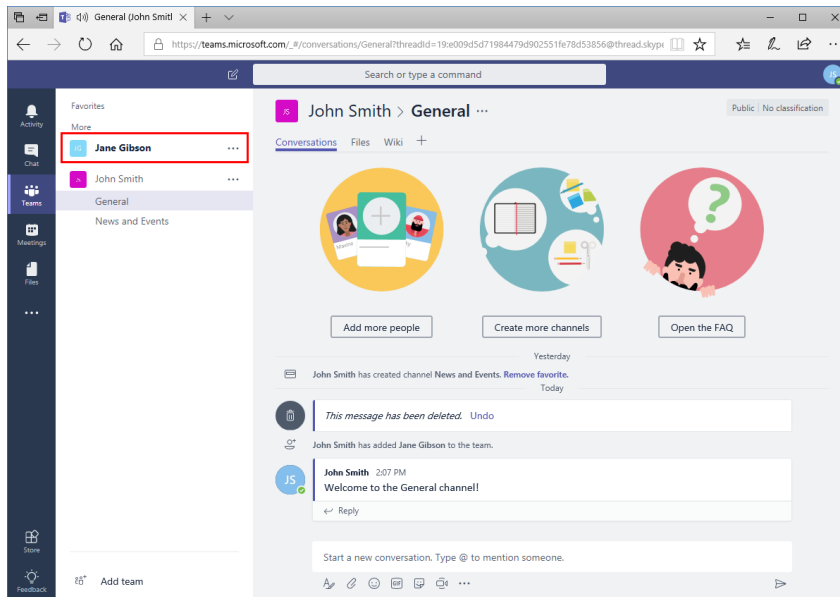 General (John Smitl
https://teams.microsoft.com/_#/conversations/General?threadId=19:e009d5d71984479d902551fe78d53856@thread.skype
Search or type a command
JS
Activity
Chat
Teams
Meetings
Files
Store
Feedback
Favorites
More
JG Jane Gibson
John Smith
General
News and Events
Add team
John Smith > General
Public No classification
Conversations Files Wiki
Maxine
Add more people
Create more channels
Open the FAQ
Yesterday
John Smith has created channel News and Events. Remove favorite.
Today
This message has been deleted. Undo
John Smith has added Jane Gibson to the team.
JS
John Smith 2:07 PM
Welcome to the General channel!
Reply
Start a new conversation. Type @ to mention someone.
GIF